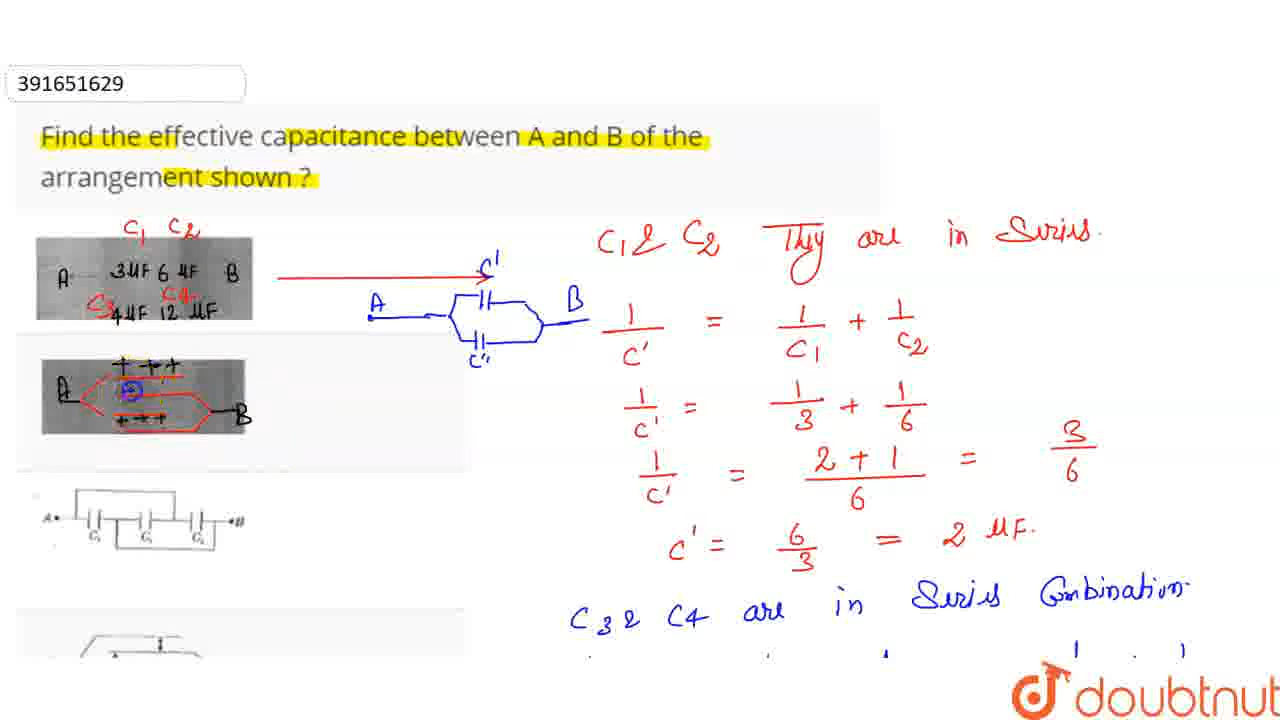 391651629
Find the effective capacitance between A and B of the
arrangement shown ?
C1 C2
A 3μF 6 μF B
C3 C4
4μF 12 μF
A B
C'
C''
+ + +
A
+ + + B
A B
C1 & C2 They are in Series.
1/C' = 1/C1 + 1/C2
1/C' = 1/3 + 1/6
1/C' = 2 + 1/6 = 3/6
C' = 6/3 = 2 μF.
C3 & C4 are in Series Combination.
doubtnut